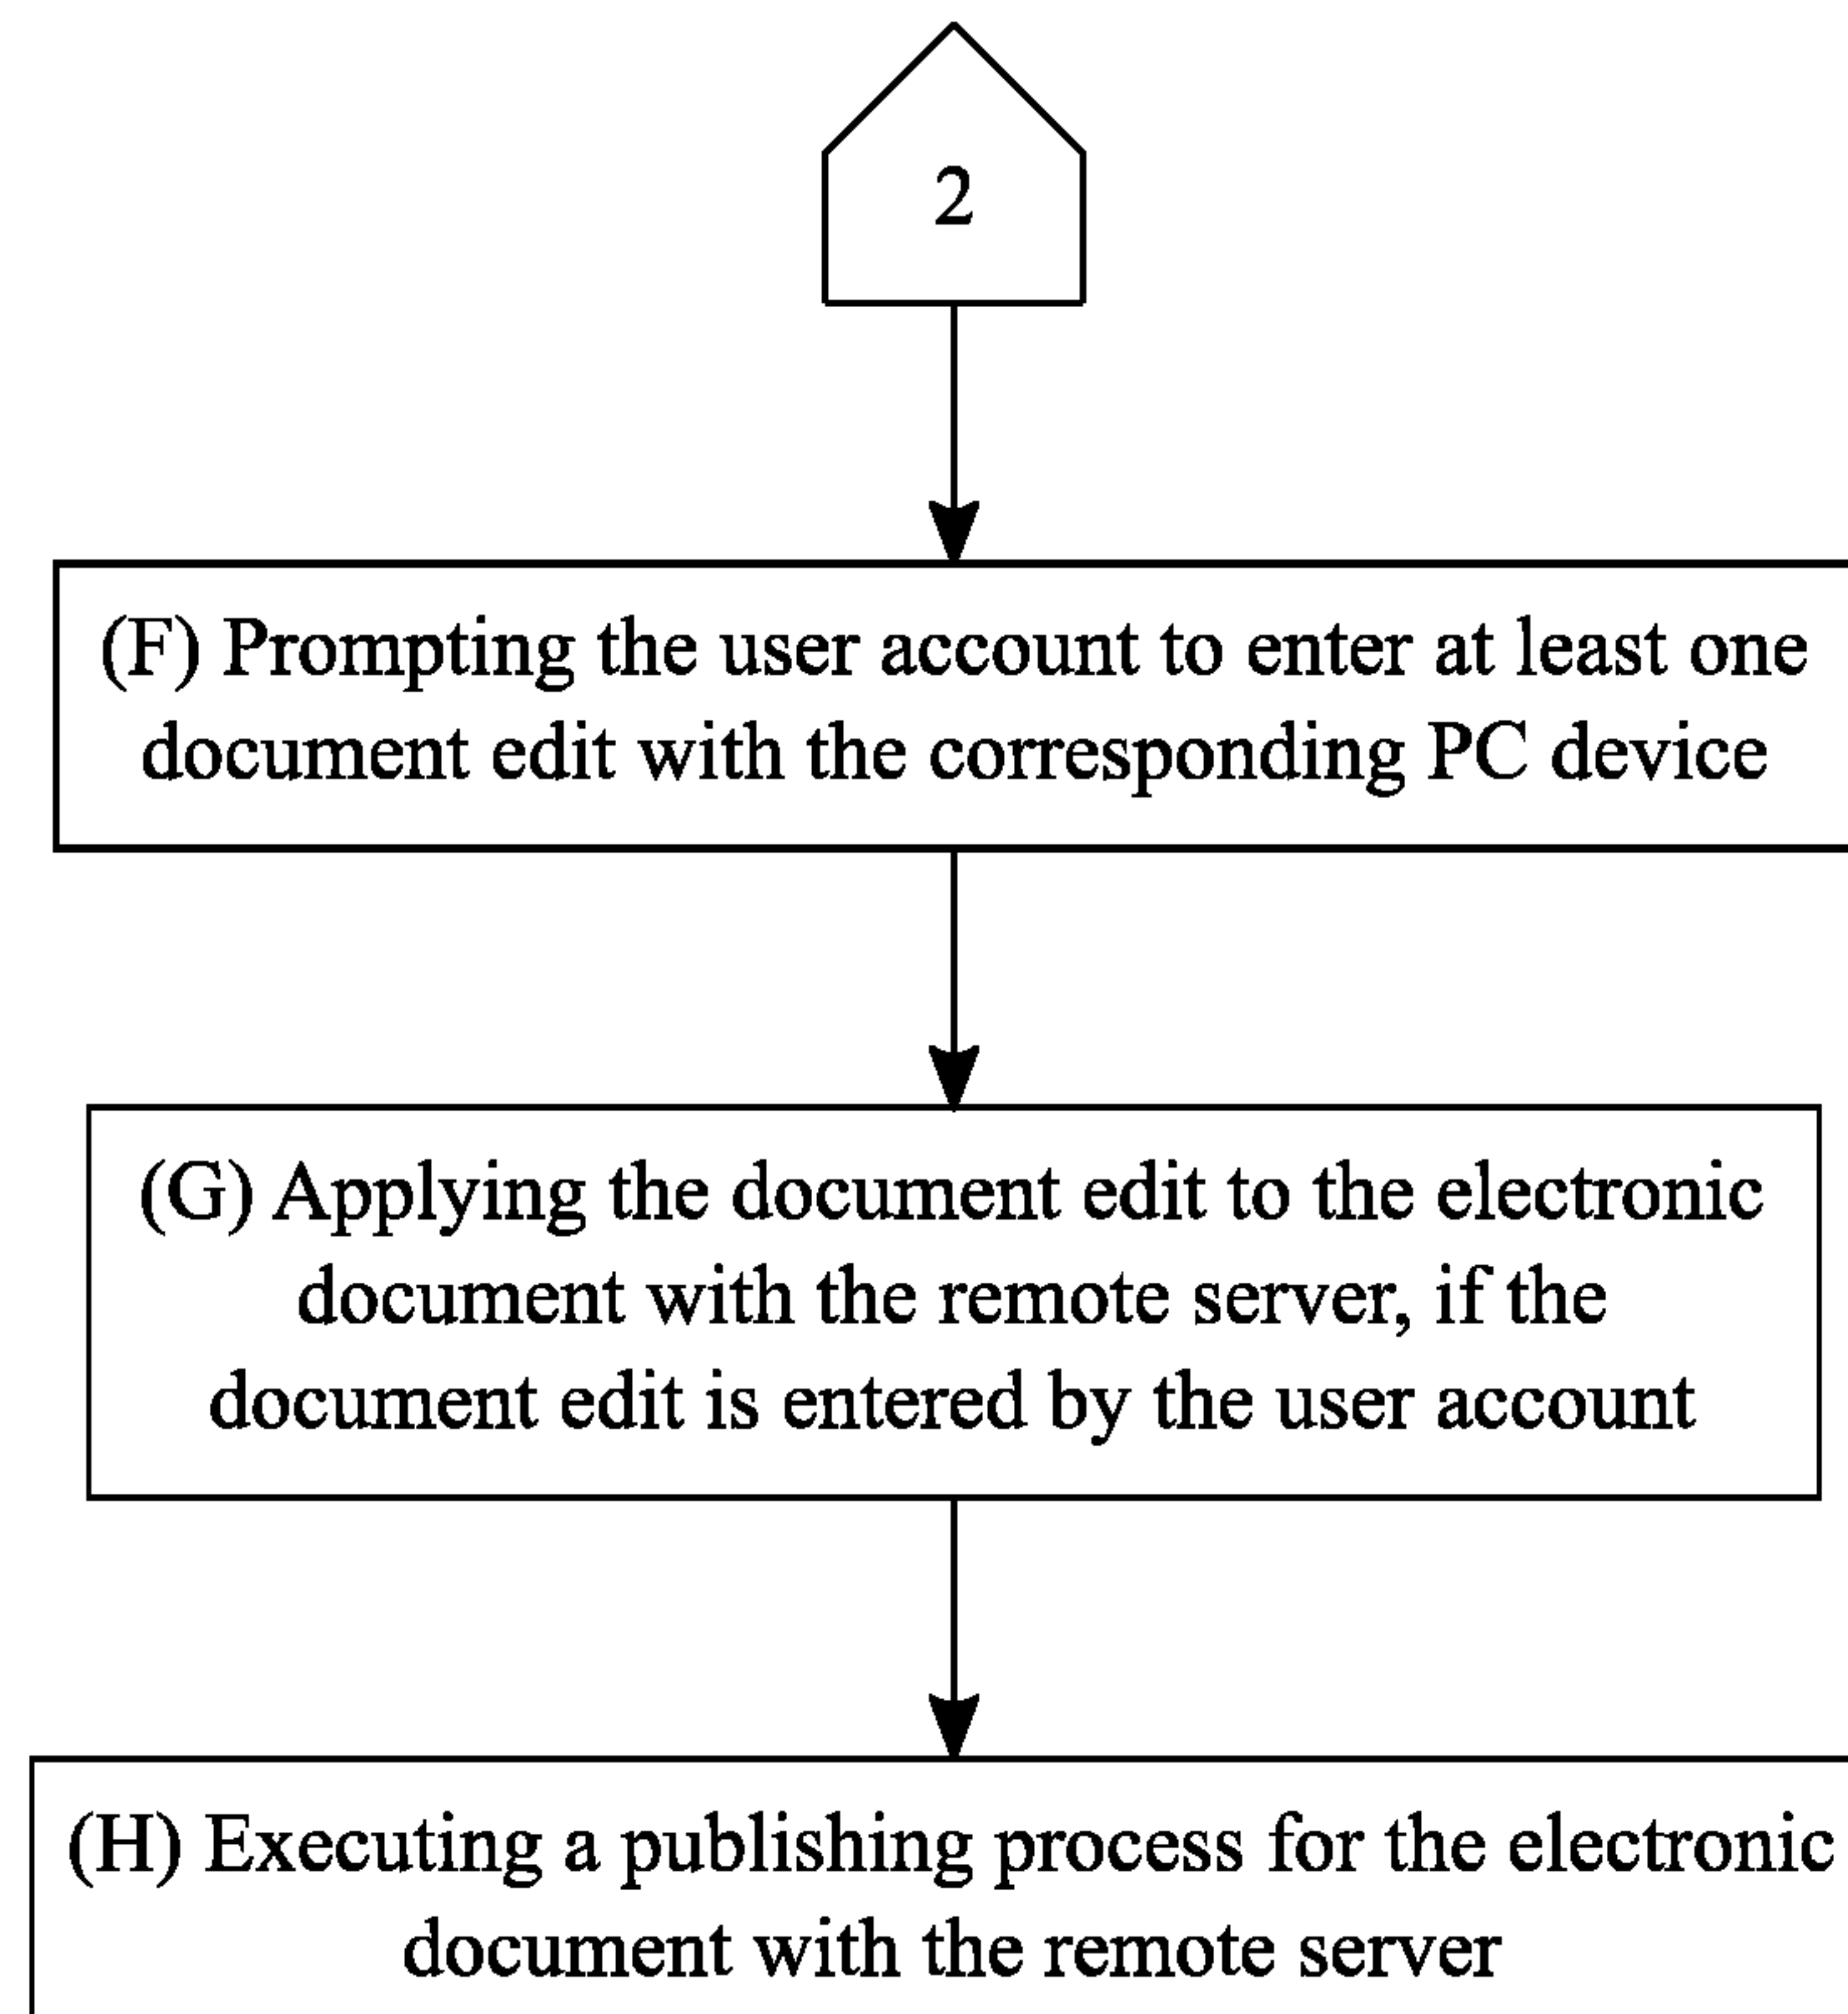 2
(F) Prompting the user account to enter at least one
document edit with the corresponding PC device
(G) Applying the document edit to the electronic
document with the remote server, if the
document edit is entered by the user account
(H) Executing a publishing process for the electronic
document with the remote server